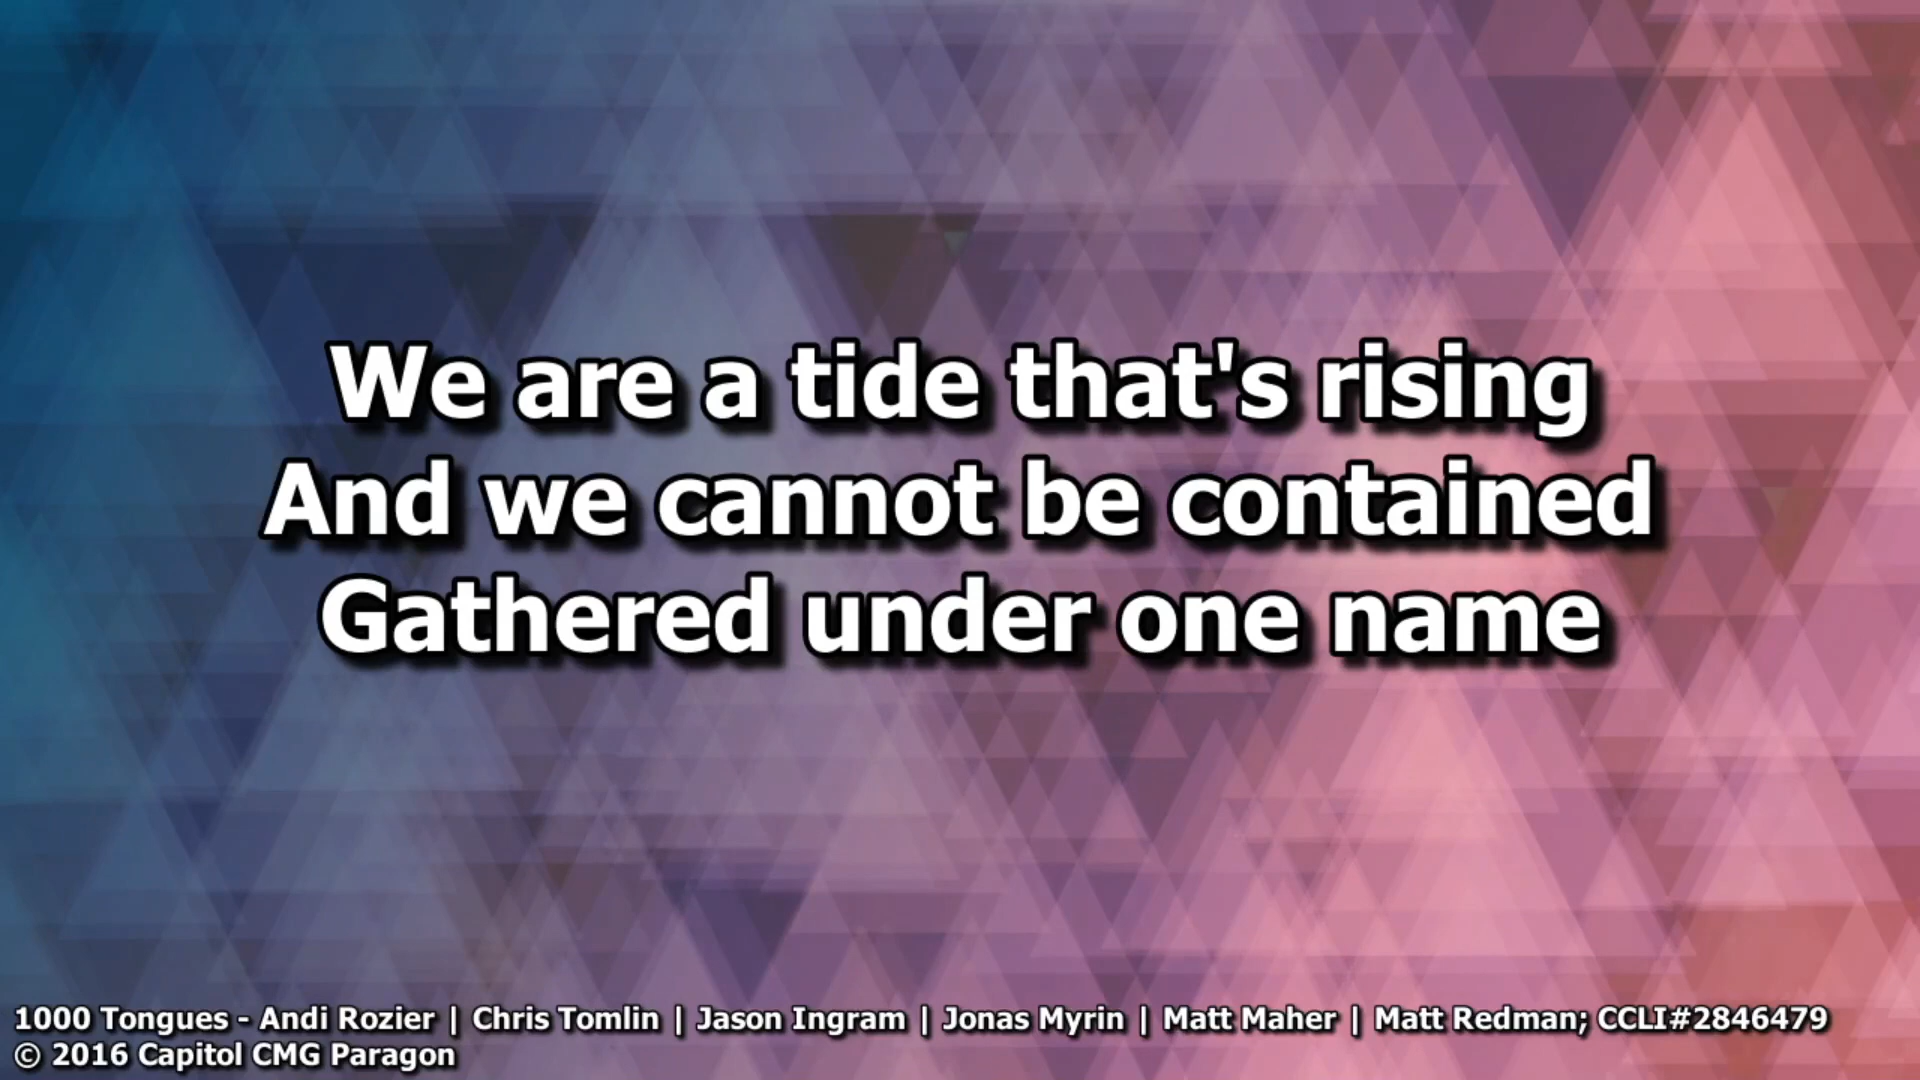 We are a tide that's rising
And we cannot be contained
Gathered under one name
1000 Tongues - Andi Rozier | Chris Tomlin | Jason Ingram | Jonas Myrin | Matt Maher | Matt Redman; CCLI#2846479
© 2016 Capitol CMG Paragon